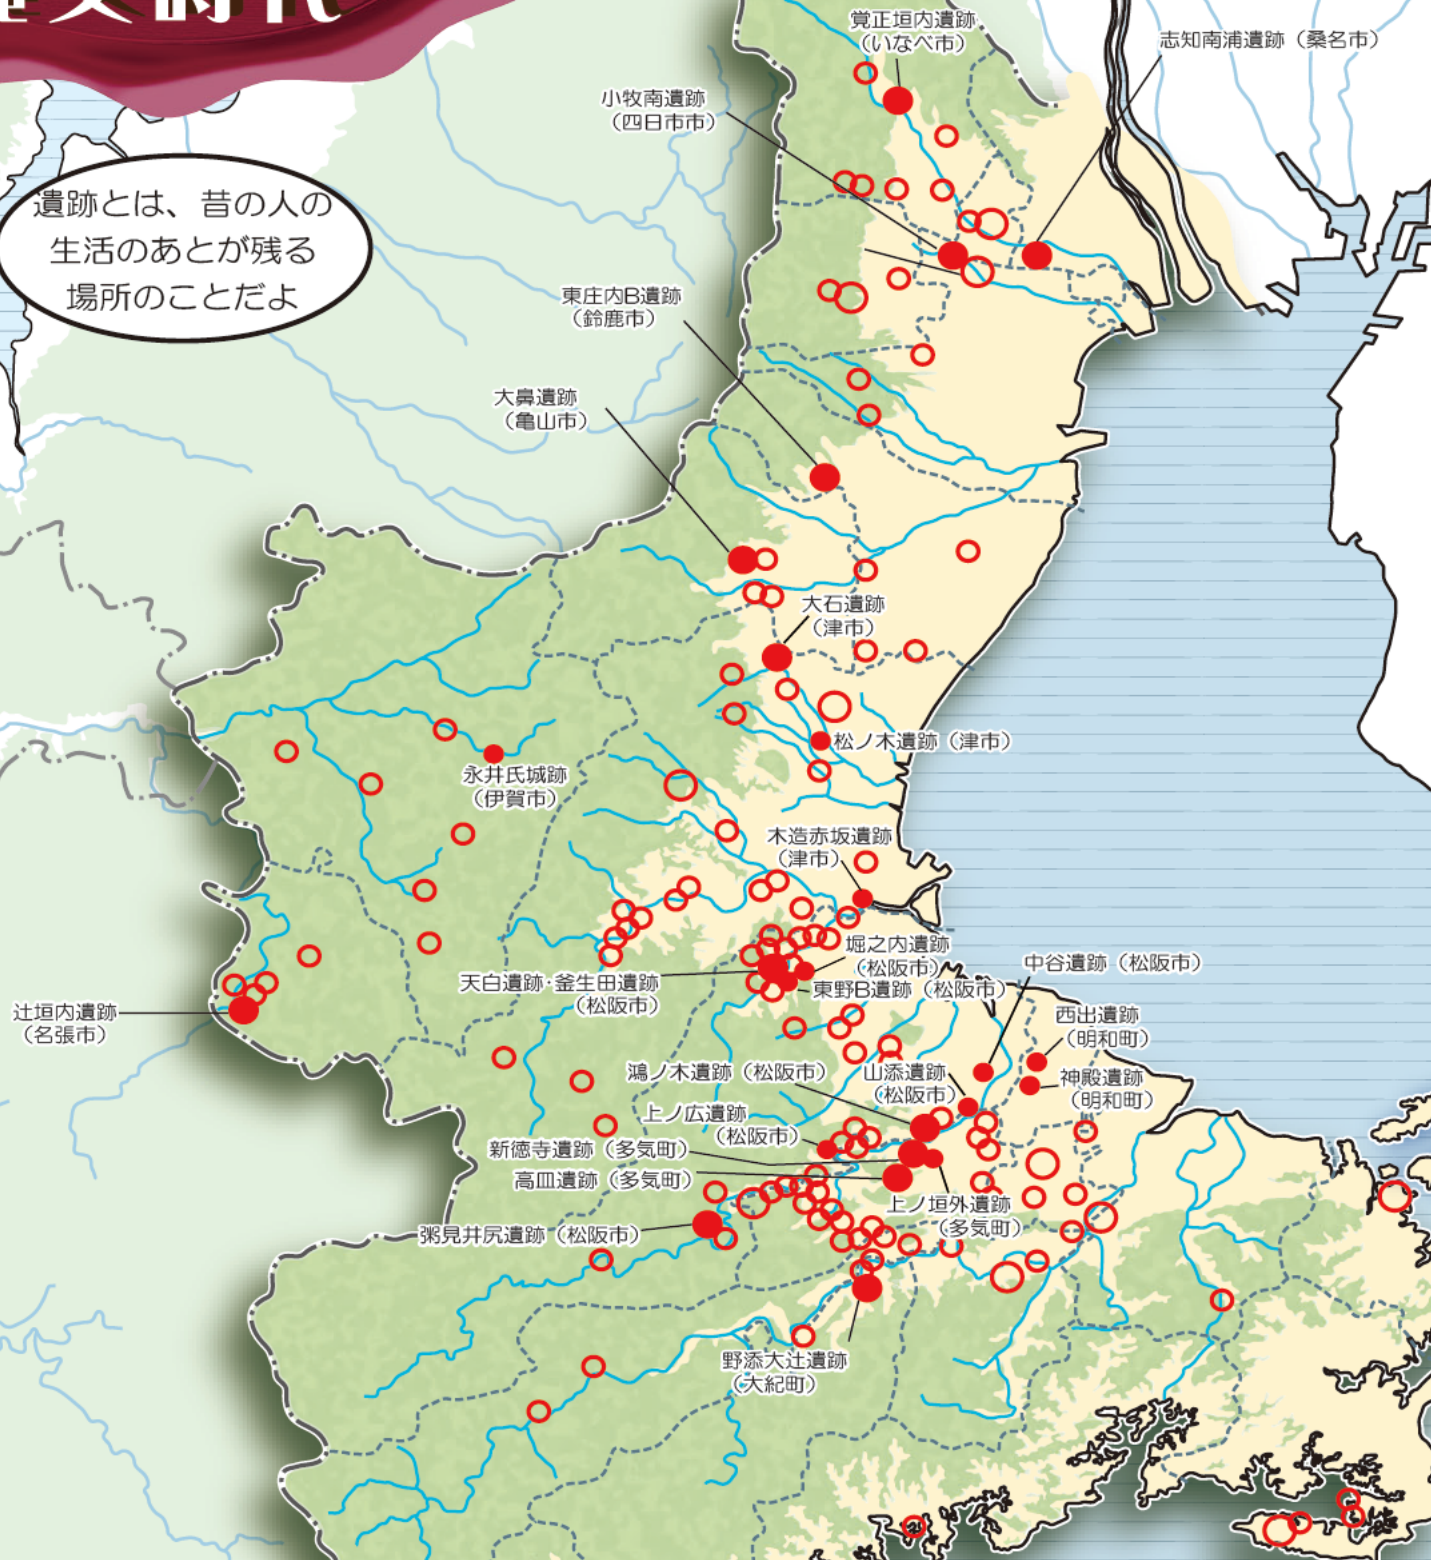 縄文時代
遺跡とは、昔の人の
生活のあとが残る
場所のことだよ
覚正垣内遺跡
(いなべ市)
志知南浦遺跡(桑名市)
小牧南遺跡
(四日市市)
東庄内B遺跡
(鈴鹿市)
大鼻遺跡
(亀山市)
大石遺跡
(津市)
松ノ木遺跡(津市)
永井氏城跡
(伊賀市)
木造赤坂遺跡
(津市)
堀之内遺跡
(松阪市)
中谷遺跡(松阪市)
天白遺跡・釜生田遺跡
(松阪市)
東野B遺跡(松阪市)
辻垣内遺跡
(名張市)
西出遺跡
(明和町)
鴻ノ木遺跡(松阪市)
山添遺跡
(松阪市)
神殿遺跡
(明和町)
上ノ広遺跡
(松阪市)
新徳寺遺跡(多気町)
高皿遺跡(多気町)
上ノ垣外遺跡
(多気町)
粥見井尻遺跡(松阪市)
野添大辻遺跡
(大紀町)